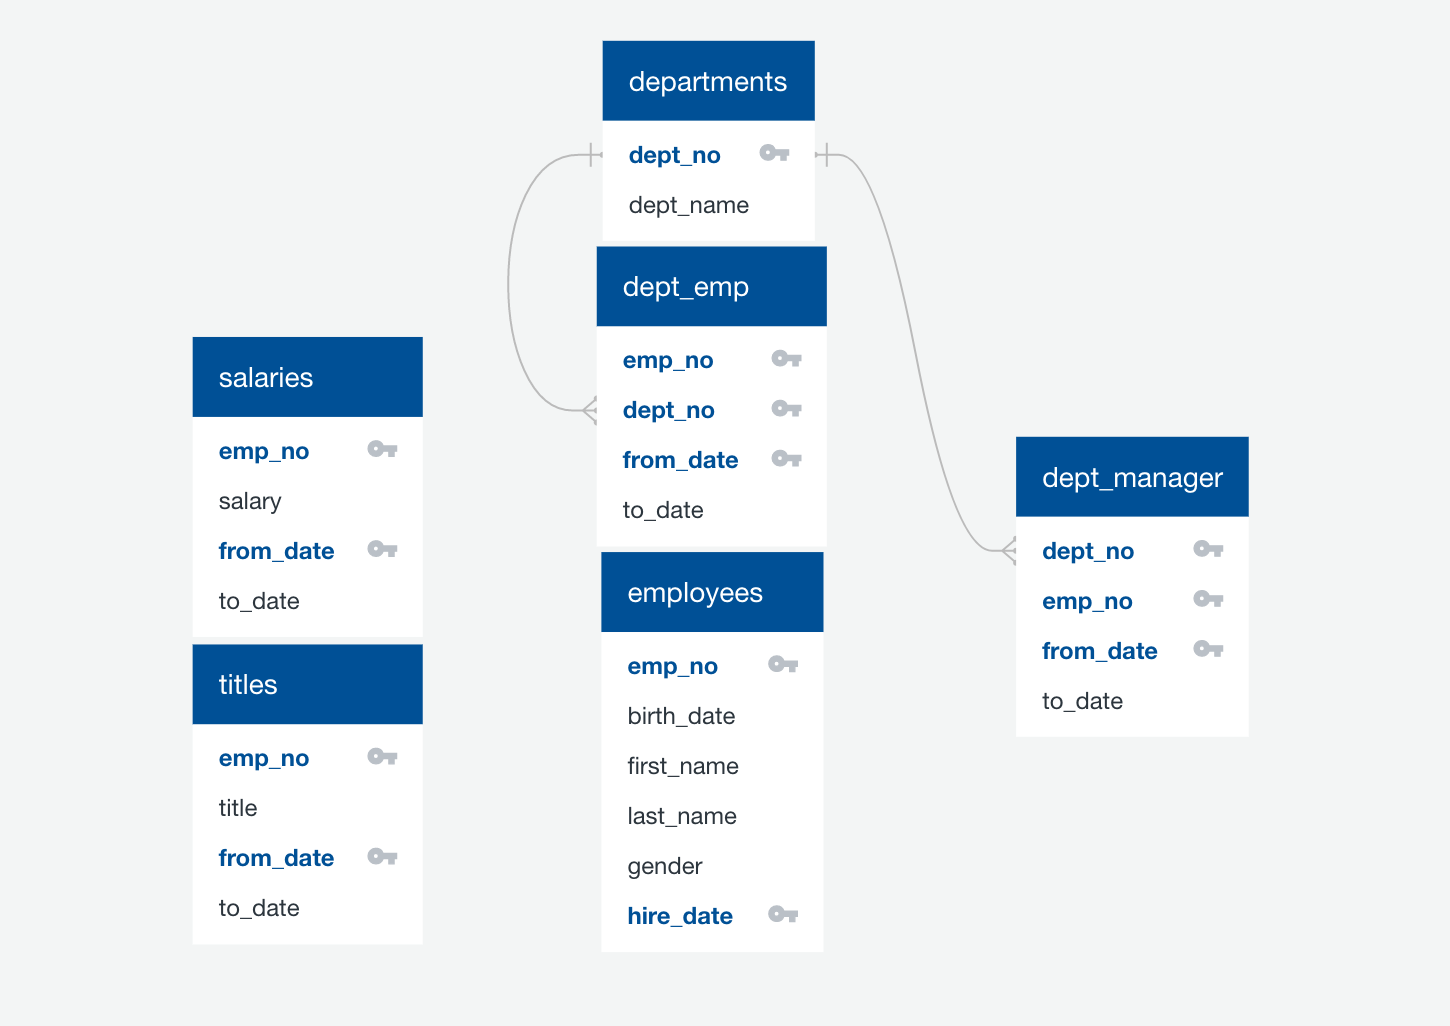 departments
dept_no
dept_name
dept_emp
emp_no
dept_no
from_date
to_date
salaries
emp_no
salary
from_date
to_date
titles
emp_no
title
from_date
to_date
employees
emp_no
birth_date
first_name
last_name
gender
hire_date
dept_manager
dept_no
emp_no
from_date
to_date